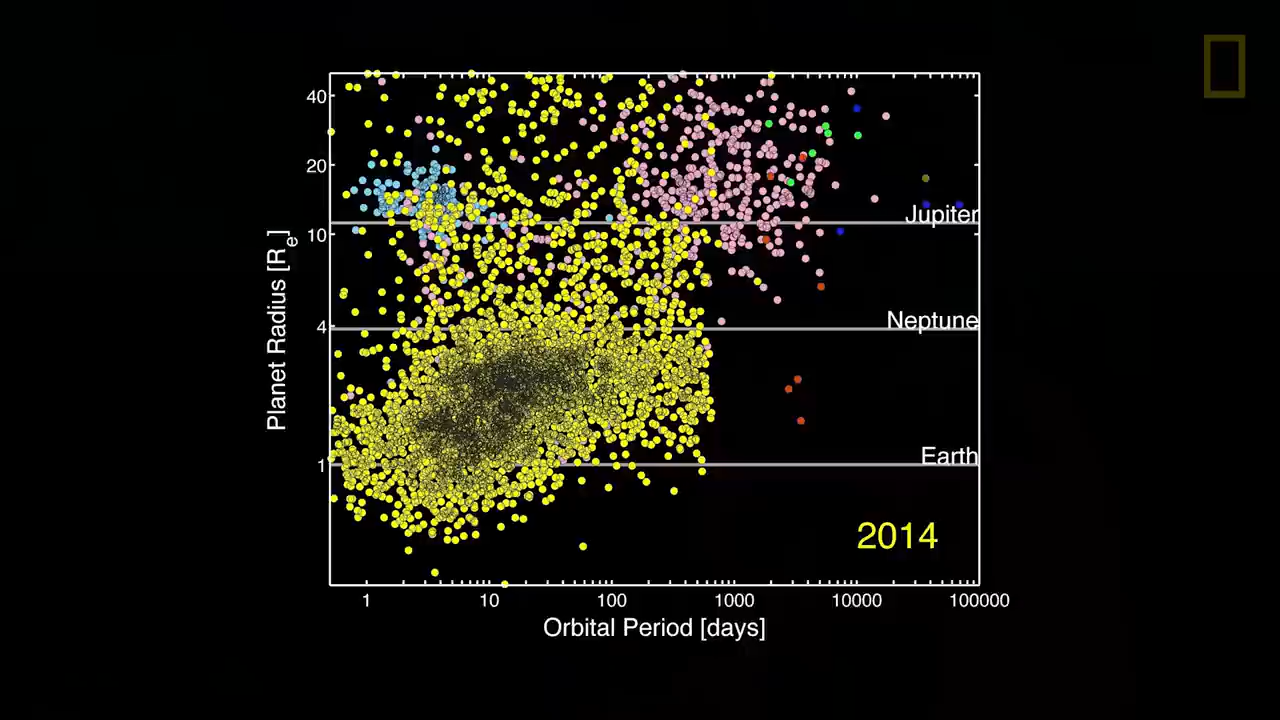 40
20
Jupiter
10
Planet Radius [Re]
Neptune
4
Earth
1
2014
1 10 100 1000 10000 100000
Orbital Period [days]